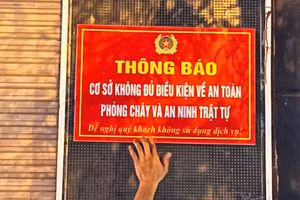 THÔNG BÁO
CƠ SỞ KHÔNG ĐỦ ĐIỀU KIỆN VỀ AN TOÀN
PHÒNG CHÁY VÀ AN NINH TRẬT TỰ
Đề nghị quý khách không sử dụng dịch vụ!